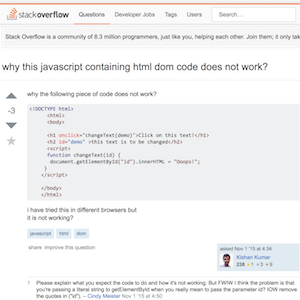 stackoverflow Questions Developer Jobs Tags Users Search...
Stack Overflow is a community of 8.3 million programmers, just like you, helping each other. Join them; it only tak
why this javascript containing html dom code does not work?
why the following piece of code does not work?
-3
<!DOCTYPE html>
<html>
<body>
<h1 onclick="changeText(demo)">Click on this text!</h1>
<h2 id="demo" >this text is to be changed</h2>
<script>
function changeText(id) {
document.getElementById("id").innerHTML = "Ooops!";
}
</script>
</body>
</html>
i have tried this in different browsers but
it is not working?
javascript html dom
share improve this question
asked Nov 1 '15 at 4:34
Kishan Kumar
238 1 3 9
1 Please explain what you expect the code to do and how it's not working. But FWIW I think the problem is that
you're passing a literal string to getElementById when you really mean to pass the parameter id? IOW remove
the quotes in ("id"). – Cindy Meister Nov 1 '15 at 4:50